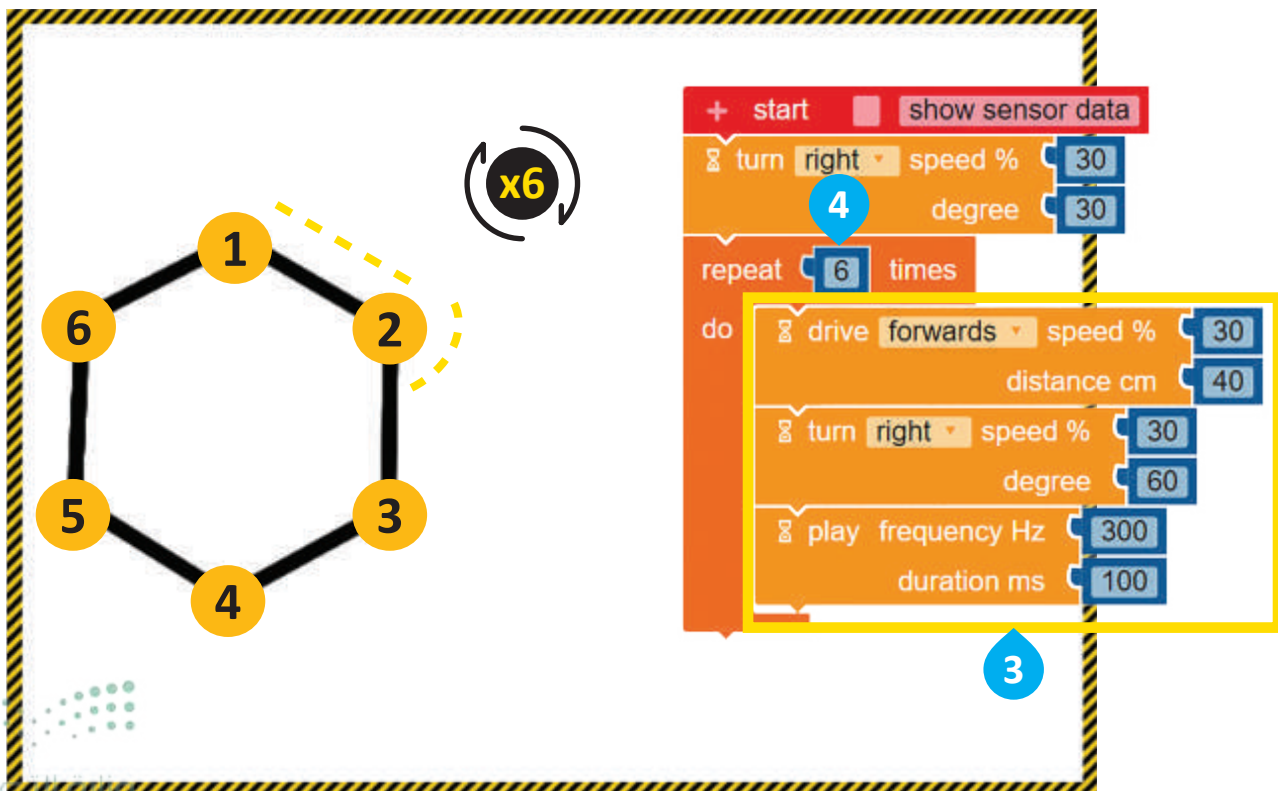 x6
1
2
6
5
3
4
+ start show sensor data
turn right speed % 30
4
degree 30
repeat 6 times
do drive forwards speed % 30
distance cm 40
turn right speed % 30
degree 60
play frequency Hz 300
duration ms 100
3